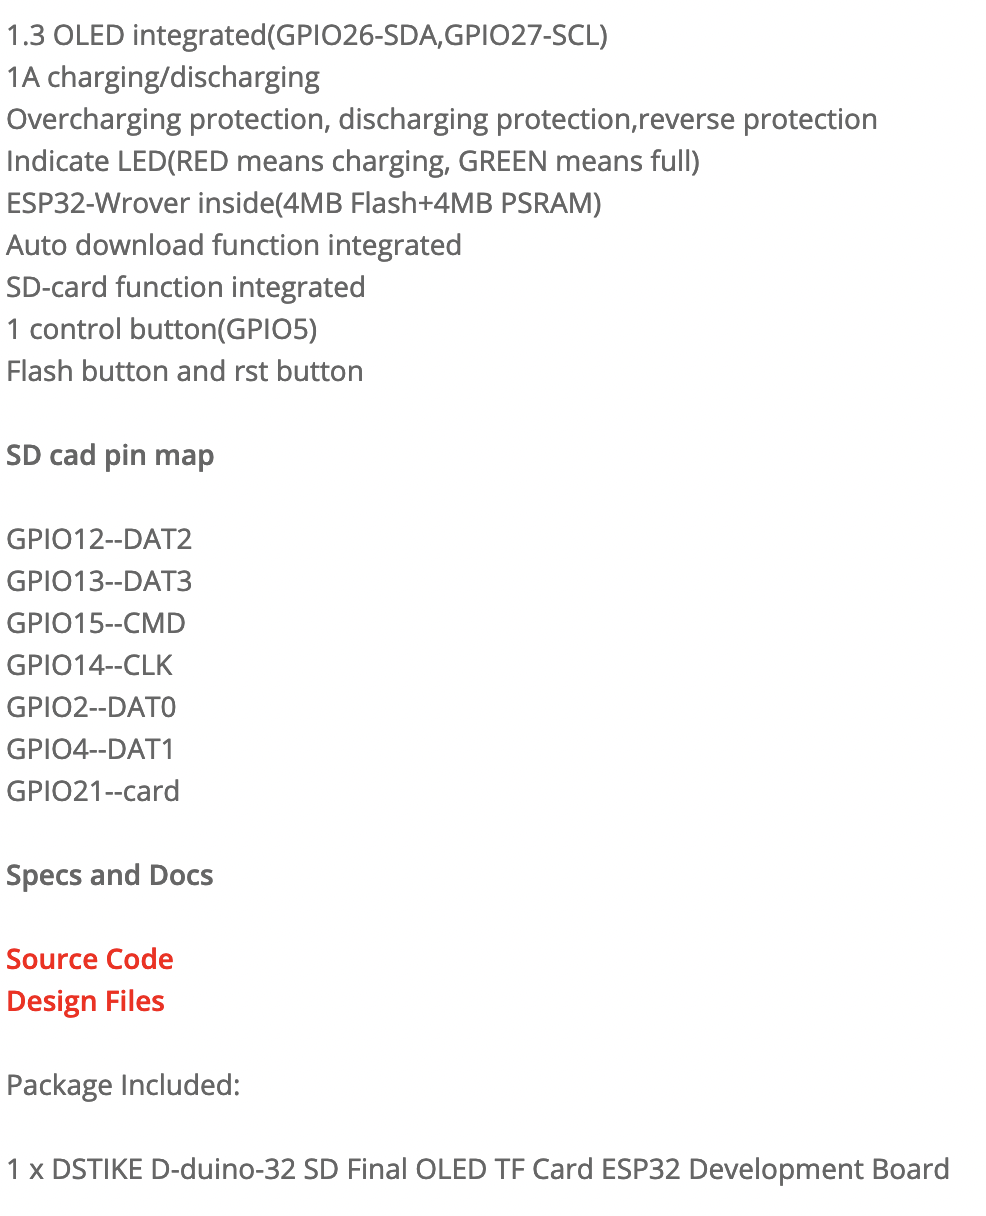 1.3 OLED integrated(GPIO26-SDA,GPIO27-SCL)
1A charging/discharging
Overcharging protection, discharging protection,reverse protection
Indicate LED(RED means charging, GREEN means full)
ESP32-Wrover inside(4MB Flash+4MB PSRAM)
Auto download function integrated
SD-card function integrated
1 control button(GPIO5)
Flash button and rst button
SD cad pin map
GPIO12--DAT2
GPIO13--DAT3
GPIO15--CMD
GPIO14--CLK
GPIO2--DAT0
GPIO4--DAT1
GPIO21--card
Specs and Docs
Source Code
Design Files
Package Included:
1 x DSTIKE D-duino-32 SD Final OLED TF Card ESP32 Development Board